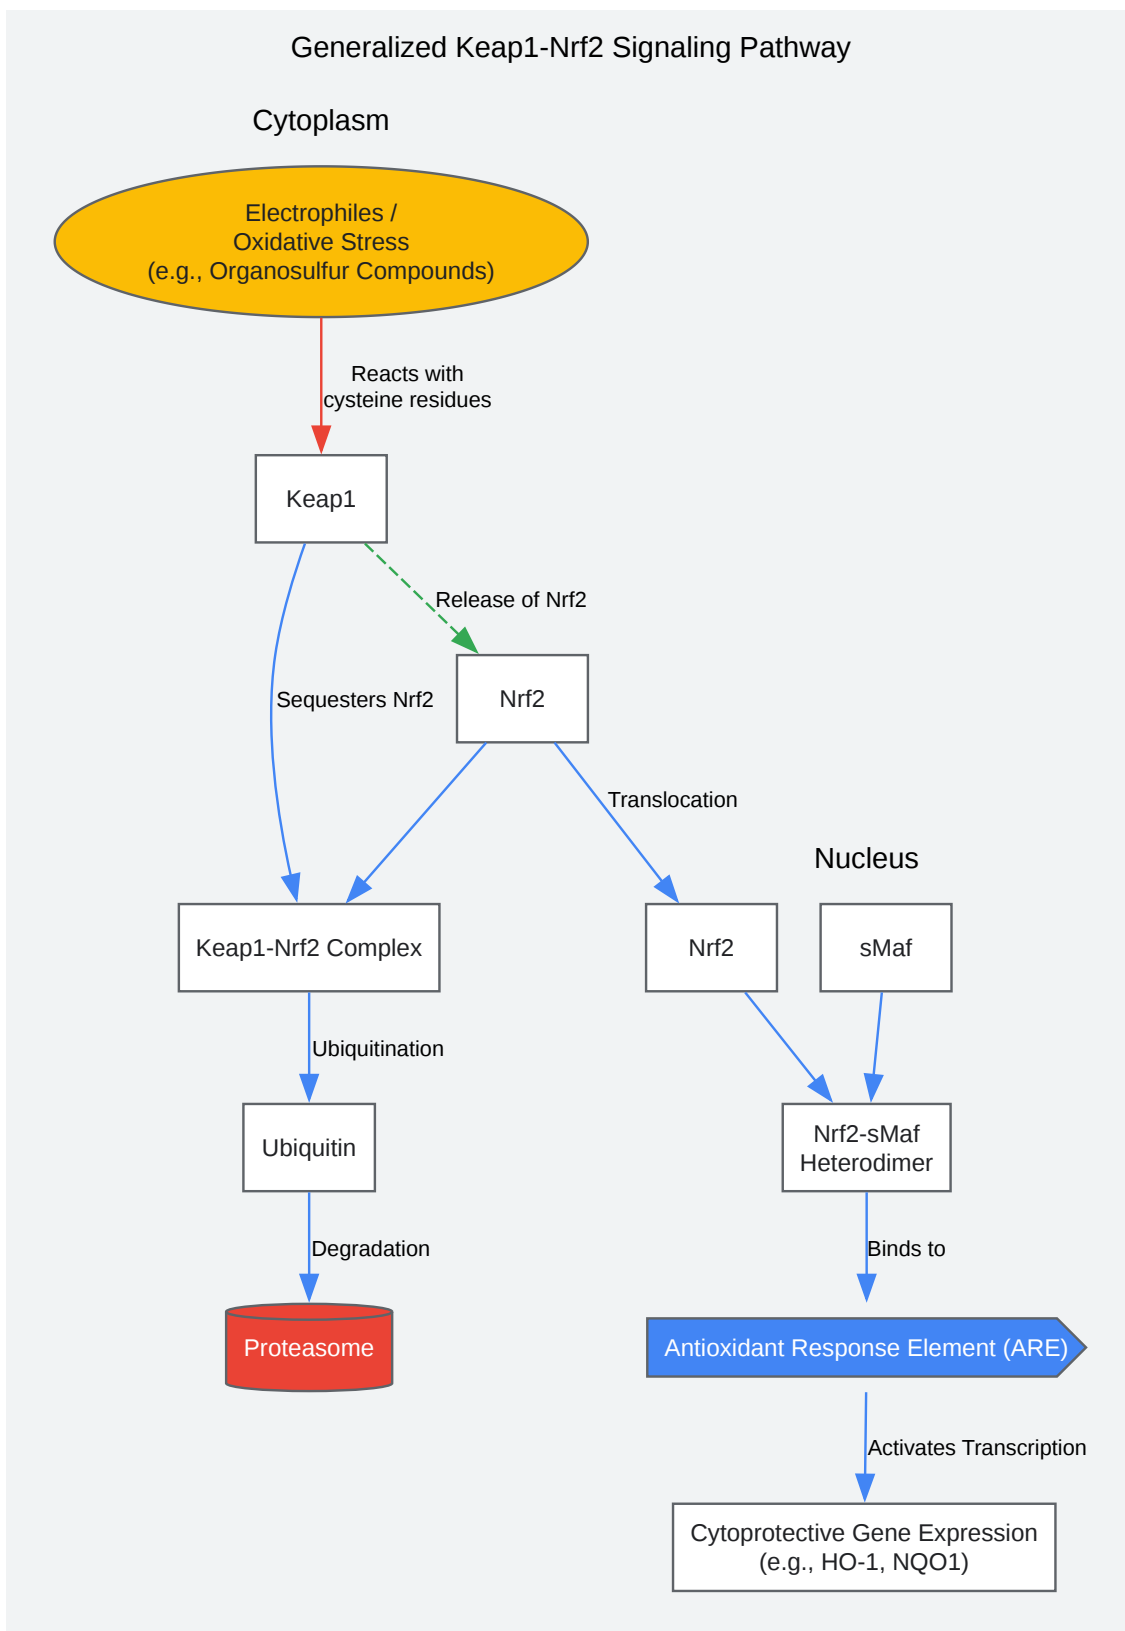 Generalized Keap1-Nrf2 Signaling Pathway
Cytoplasm
Electrophiles /
Oxidative Stress
(e.g., Organosulfur Compounds)
Reacts with
cysteine residues
Keap1
Release of Nrf2
Sequesters Nrf2
Nrf2
Translocation
Nucleus
Keap1-Nrf2 Complex
Nrf2
sMaf
Ubiquitination
Ubiquitin
Nrf2-sMaf
Heterodimer
Degradation
Binds to
Proteasome
Antioxidant Response Element (ARE)
Activates Transcription
Cytoprotective Gene Expression
(e.g., HO-1, NQO1)